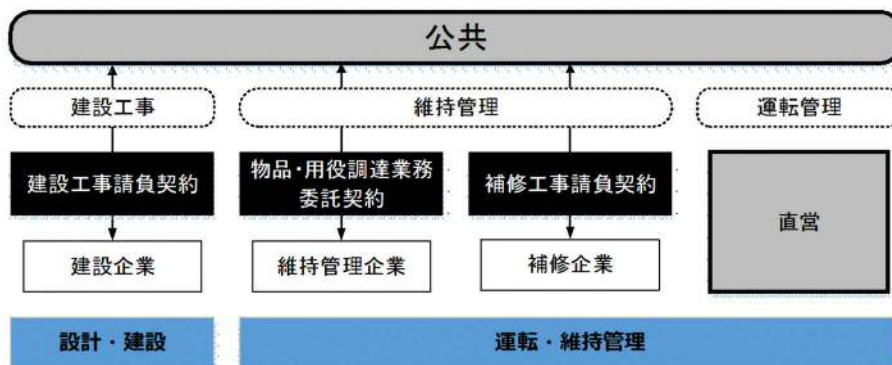 公共
建設工事
維持管理
運転管理
建設工事請負契約
物品・用役調達業務
委託契約
補修工事請負契約
直営
建設企業
維持管理企業
補修企業
設計・建設
運転・維持管理